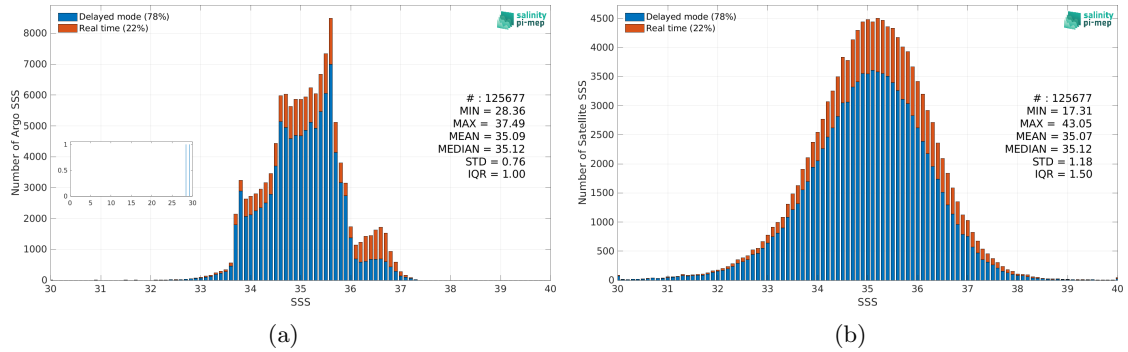 Delayed mode (78%)
Real time (22%)
salinity
pi-mep
Number of Argo SSS
8000
7000
6000
5000
4000
3000
2000
1000
0
# : 125677
MIN = 28.36
MAX = 37.49
MEAN = 35.09
MEDIAN = 35.12
STD = 0.76
IQR = 1.00
1
0.5
0
0 5 10 15 20 25 30
30 31 32 33 34 35 36 37 38 39 40
SSS
(a)
Delayed mode (78%)
Real time (22%)
salinity
pi-mep
Number of Satellite SSS
4500
4000
3500
3000
2500
2000
1500
1000
500
0
# : 125677
MIN = 17.31
MAX = 43.05
MEAN = 35.07
MEDIAN = 35.12
STD = 1.18
IQR = 1.50
30 31 32 33 34 35 36 37 38 39 40
SSS
(b)